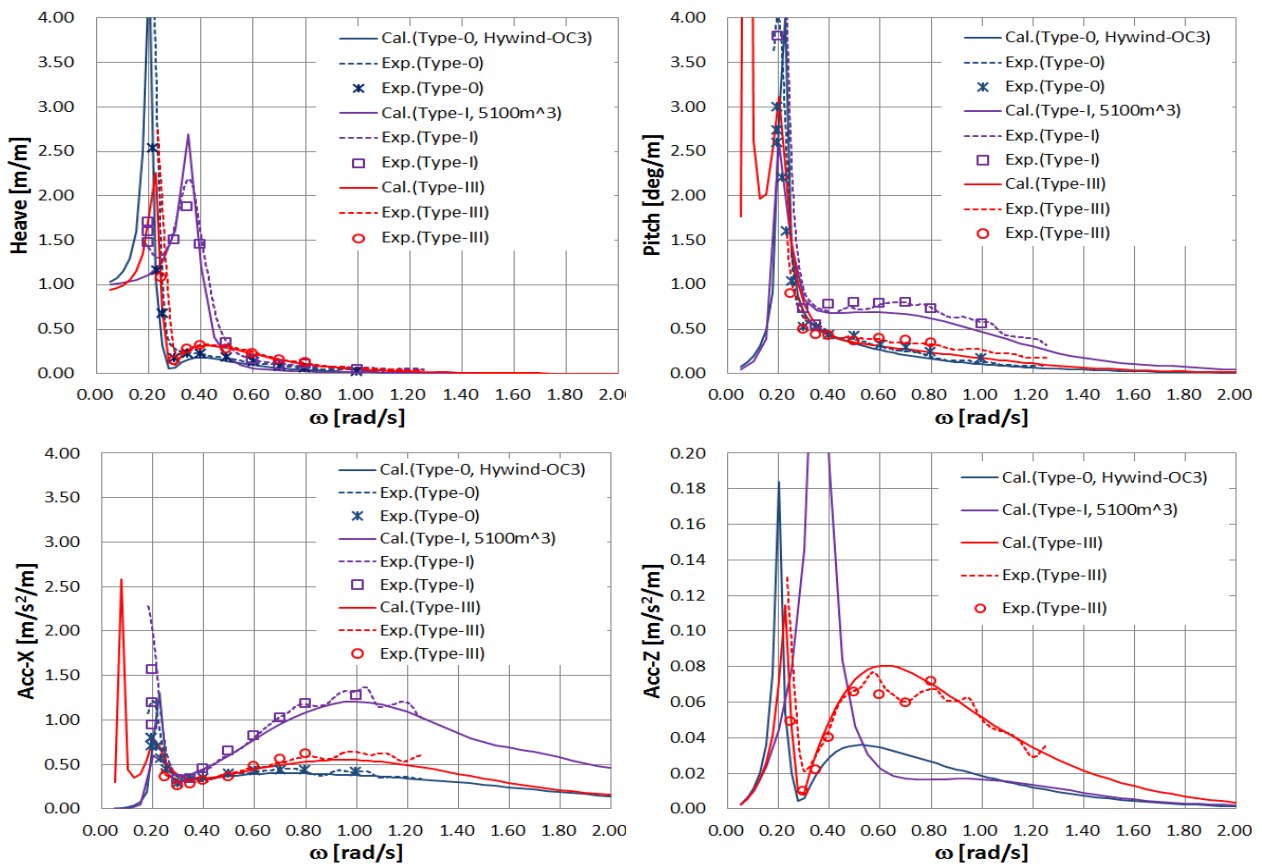 4.00
3.50
3.00
2.50
2.00
1.50
1.00
0.50
0.00
Heave [m/m]
Cal.(Type-0, Hywind-OC3)
Exp.(Type-0)
Exp.(Type-0)
Cal.(Type-I, 5100m^3)
Exp.(Type-I)
Exp.(Type-I)
Cal.(Type-III)
Exp.(Type-III)
Exp.(Type-III)
0.00 0.20 0.40 0.60 0.80 1.00 1.20 1.40 1.60 1.80 2.00
ω [rad/s]
4.00
3.50
3.00
2.50
2.00
1.50
1.00
0.50
0.00
Pitch [deg/m]
Cal.(Type-0, Hywind-OC3)
Exp.(Type-0)
Exp.(Type-0)
Cal.(Type-I, 5100m^3)
Exp.(Type-I)
Exp.(Type-I)
Cal.(Type-III)
Exp.(Type-III)
Exp.(Type-III)
0.00 0.20 0.40 0.60 0.80 1.00 1.20 1.40 1.60 1.80 2.00
ω [rad/s]
4.00
3.50
3.00
2.50
2.00
1.50
1.00
0.50
0.00
Acc-X [m/s²/m]
Cal.(Type-0, Hywind-OC3)
Exp.(Type-0)
Exp.(Type-0)
Cal.(Type-I, 5100m^3)
Exp.(Type-I)
Exp.(Type-I)
Cal.(Type-III)
Exp.(Type-III)
Exp.(Type-III)
0.00 0.20 0.40 0.60 0.80 1.00 1.20 1.40 1.60 1.80 2.00
ω [rad/s]
0.20
0.18
0.16
0.14
0.12
0.10
0.08
0.06
0.04
0.02
0.00
Acc-Z [m/s²/m]
Cal.(Type-0, Hywind-OC3)
Cal.(Type-I, 5100m^3)
Cal.(Type-III)
Exp.(Type-III)
Exp.(Type-III)
0.00 0.20 0.40 0.60 0.80 1.00 1.20 1.40 1.60 1.80 2.00
ω [rad/s]